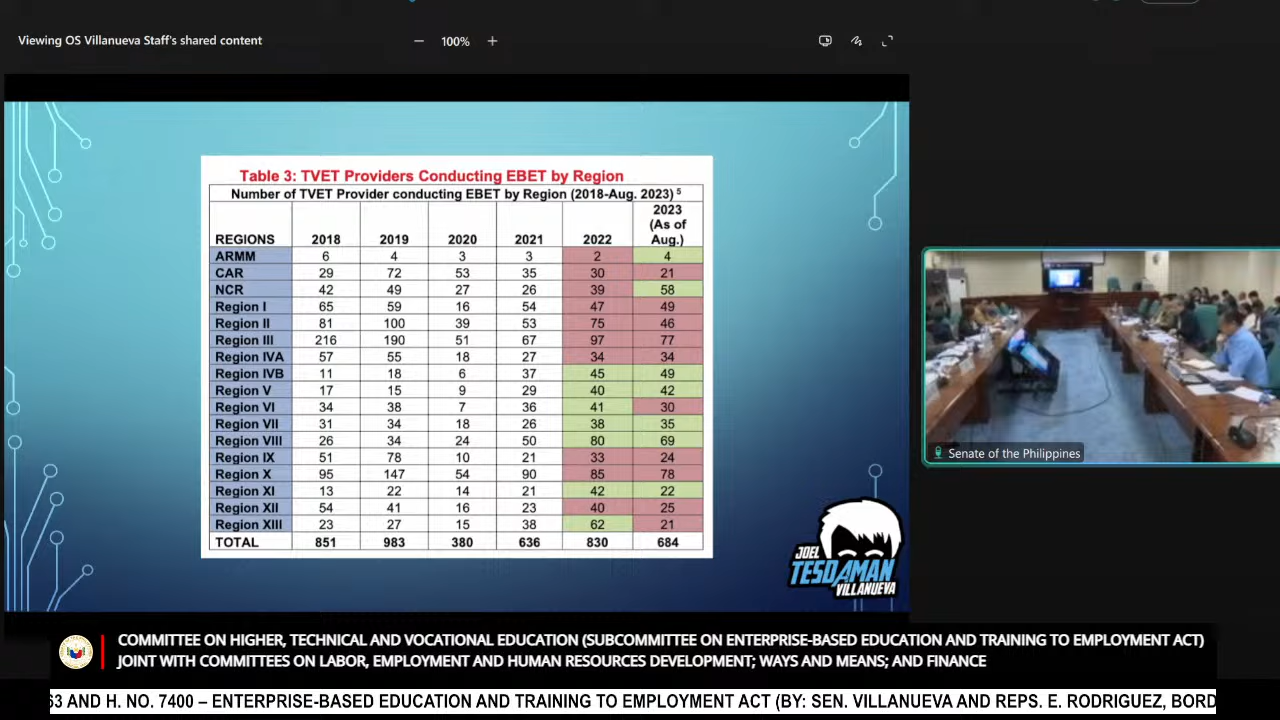 Viewing OS Villanueva Staff's shared content
100%
Table 3: TVET Providers Conducting EBET by Region
Number of TVET Provider conducting EBET by Region (2018-Aug. 2023) 5
REGIONS 2018 2019 2020 2021 2022 2023 (As of Aug.)
ARMM 6 4 3 3 2 4
CAR 29 72 53 35 30 21
NCR 42 49 27 26 39 58
Region I 65 59 16 54 47 49
Region II 81 100 39 53 75 46
Region III 216 190 51 67 97 77
Region IVA 57 55 18 27 34 34
Region IVB 11 18 6 37 45 49
Region V 17 15 9 29 40 42
Region VI 34 38 7 36 41 30
Region VII 31 34 18 26 38 35
Region VIII 26 34 24 50 80 69
Region IX 51 78 10 21 33 24
Region X 95 147 54 90 85 78
Region XI 13 22 14 21 42 22
Region XII 54 41 16 23 40 25
Region XIII 23 27 15 38 62 21
TOTAL 851 983 380 636 830 684
Senate of the Philippines
JOEL
TESDAMAN
VILLANUEVA
COMMITTEE ON HIGHER, TECHNICAL AND VOCATIONAL EDUCATION (SUBCOMMITTEE ON ENTERPRISE-BASED EDUCATION AND TRAINING TO EMPLOYMENT ACT)
JOINT WITH COMMITTEES ON LABOR, EMPLOYMENT AND HUMAN RESOURCES DEVELOPMENT; WAYS AND MEANS; AND FINANCE
63 AND H. NO. 7400 – ENTERPRISE-BASED EDUCATION AND TRAINING TO EMPLOYMENT ACT (BY: SEN. VILLANUEVA AND REPS. E. RODRIGUEZ, BORD